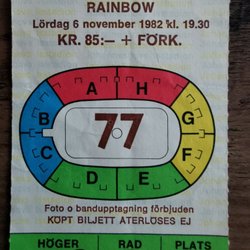 RAINBOW
Lördag 6 november 1982 kl. 19.30
KR. 85:— + FÖRK.
A H
B G
77
C F
D E
Foto o bandupptagning förbjuden
KÖPT BILJETT ÅTERLÖSES EJ
HÖGER RAD PLATS